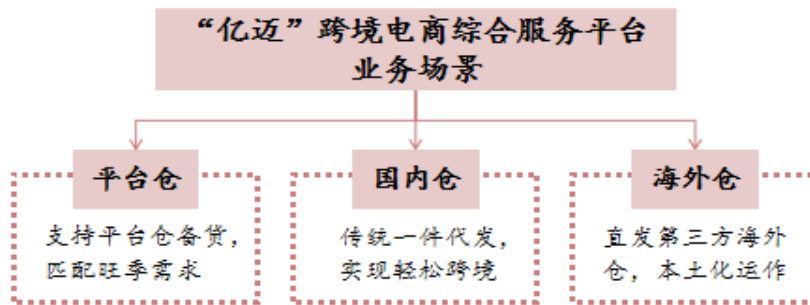 “亿迈”跨境电商综合服务平台
业务场景
平台仓
支持平台仓备货，
匹配旺季需求
国内仓
传统一件代发，
实现轻松跨境
海外仓
直发第三方海外
仓，本土化运作